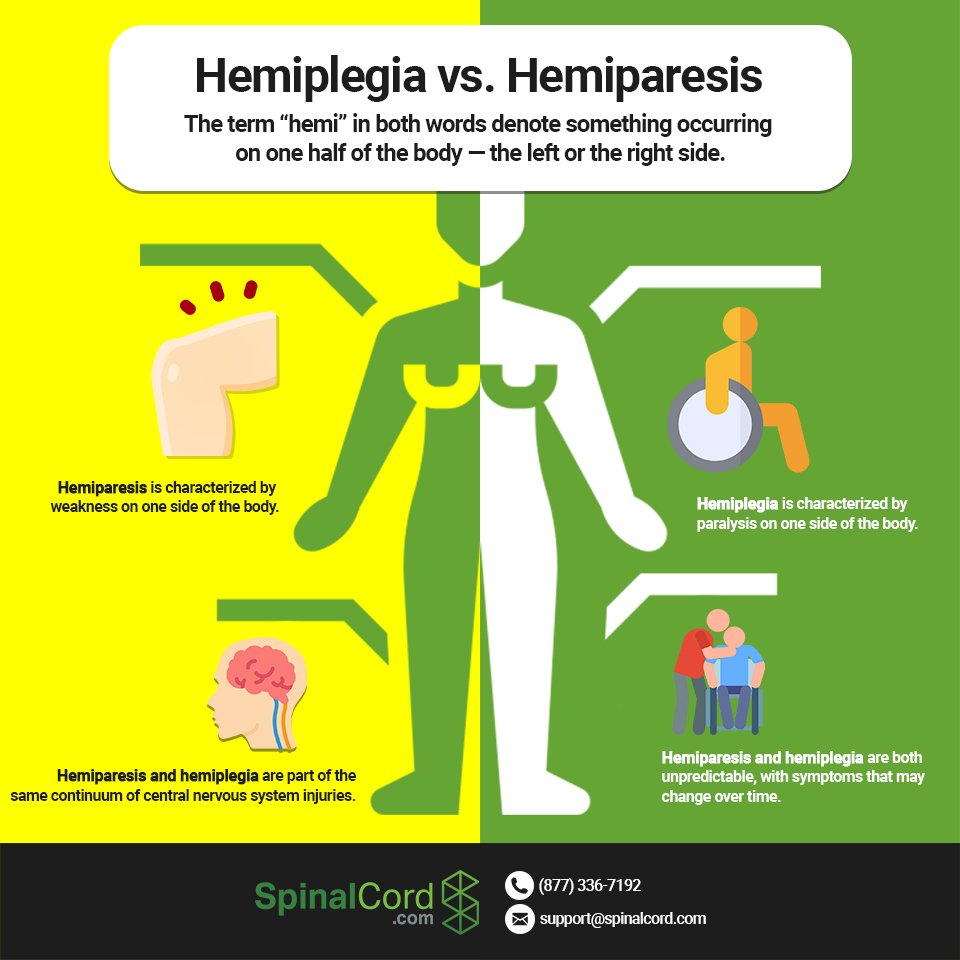 Hemiplegia vs. Hemiparesis
The term “hemi” in both words denote something occurring
on one half of the body — the left or the right side.
Hemiparesis is characterized by
weakness on one side of the body.
Hemiplegia is characterized by
paralysis on one side of the body.
Hemiparesis and hemiplegia are part of the
same continuum of central nervous system injuries.
Hemiparesis and hemiplegia are both
unpredictable, with symptoms that may
change over time.
SpinalCord
.com
(877) 336-7192
support@spinalcord.com